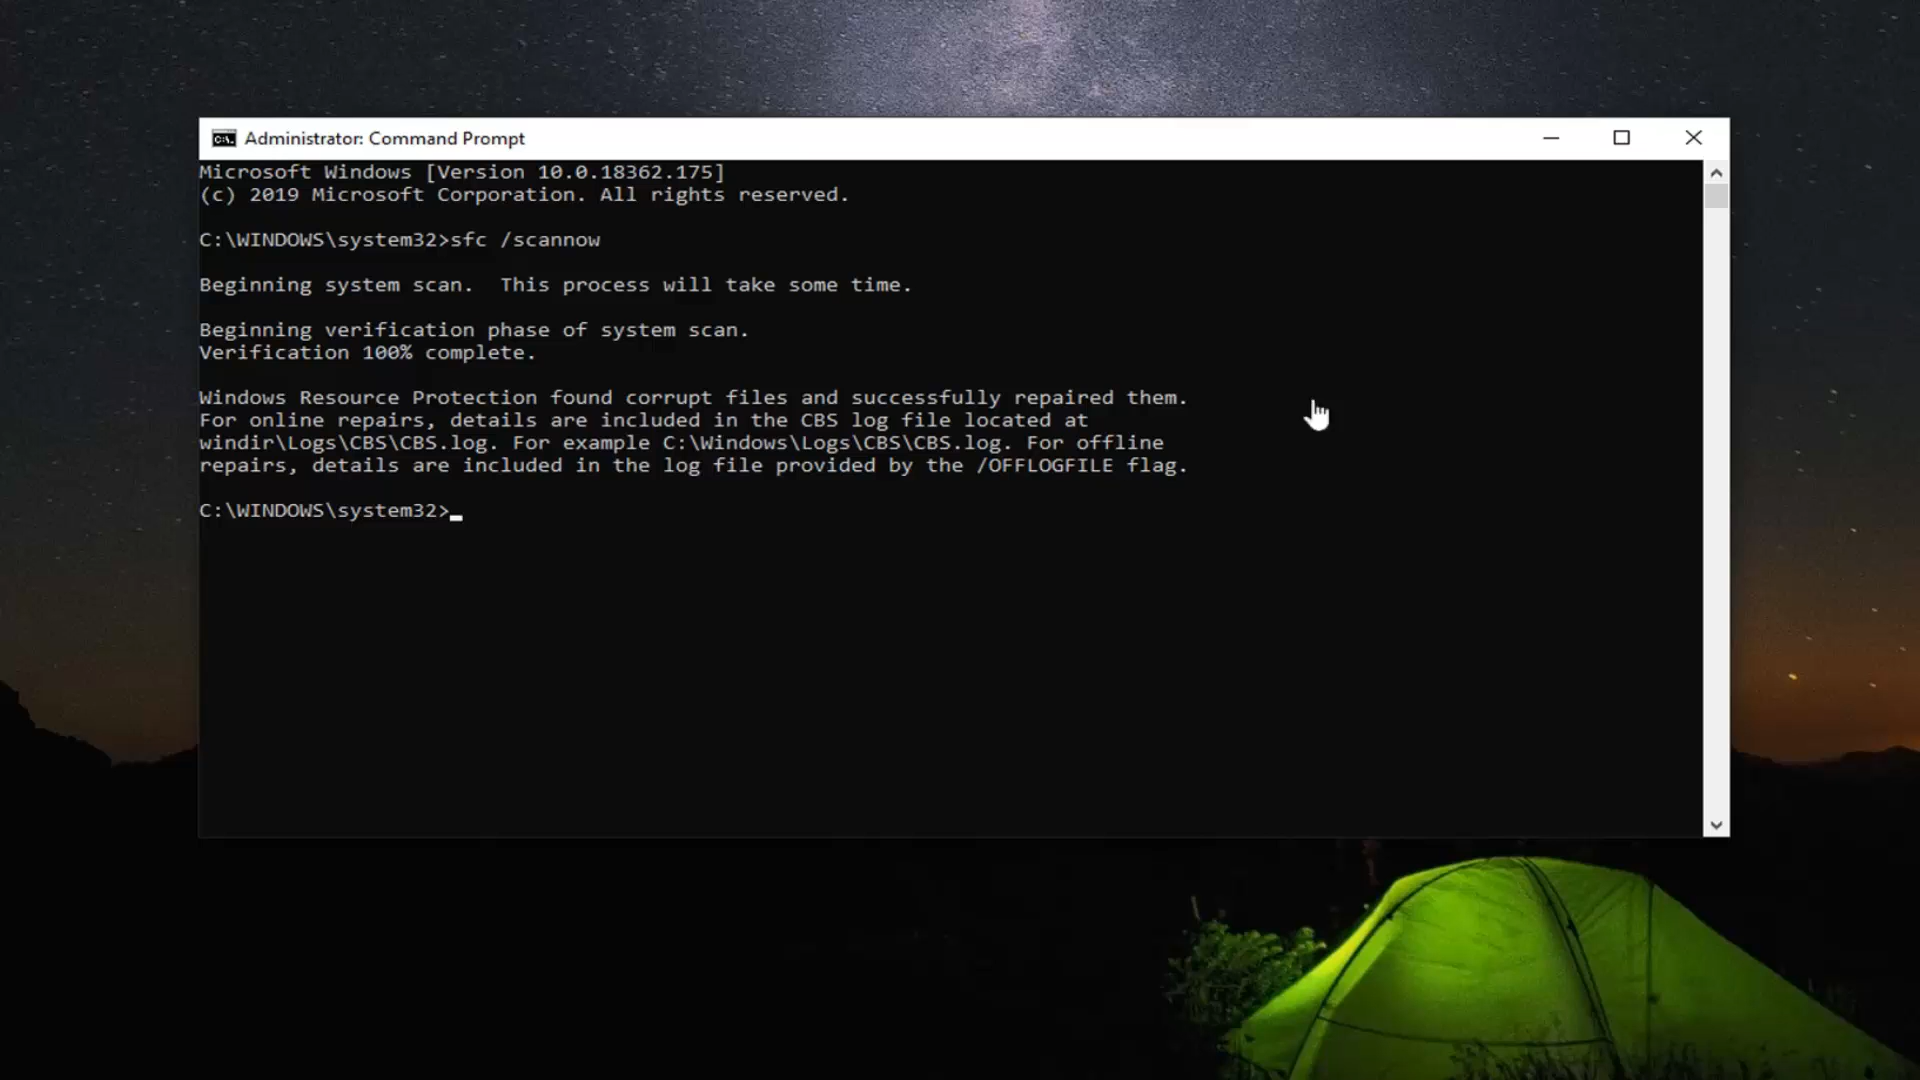 Administrator: Command Prompt
Microsoft Windows [Version 10.0.18362.175]
(c) 2019 Microsoft Corporation. All rights reserved.
C:\WINDOWS\system32>sfc /scannow
Beginning system scan.  This process will take some time.
Beginning verification phase of system scan.
Verification 100% complete.
Windows Resource Protection found corrupt files and successfully repaired them.
For online repairs, details are included in the CBS log file located at
windir\Logs\CBS\CBS.log. For example C:\Windows\Logs\CBS\CBS.log. For offline
repairs, details are included in the log file provided by the /OFFLOGFILE flag.
C:\WINDOWS\system32>